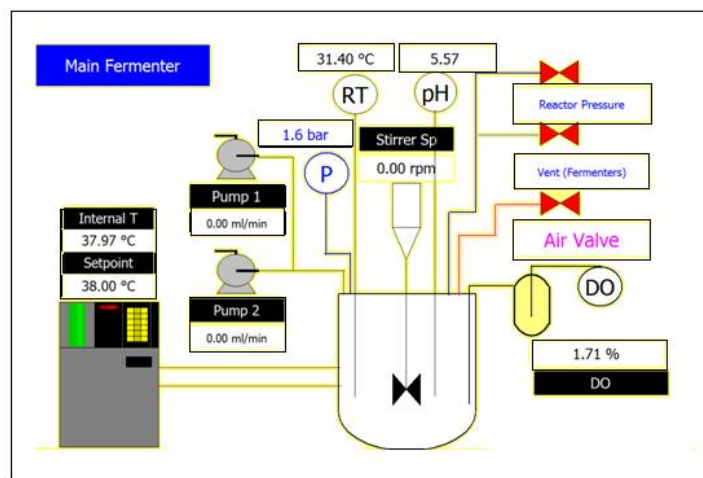 Main Fermenter
31.40 °C
5.57
RT
pH
Reactor Pressure
1.6 bar
Stirrer Sp
0.00 rpm
P
Vent (Fermenters)
Pump 1
0.00 ml/min
Internal T
37.97 °C
Setpoint
38.00 °C
Air Valve
DO
Pump 2
0.00 ml/min
1.71 %
DO